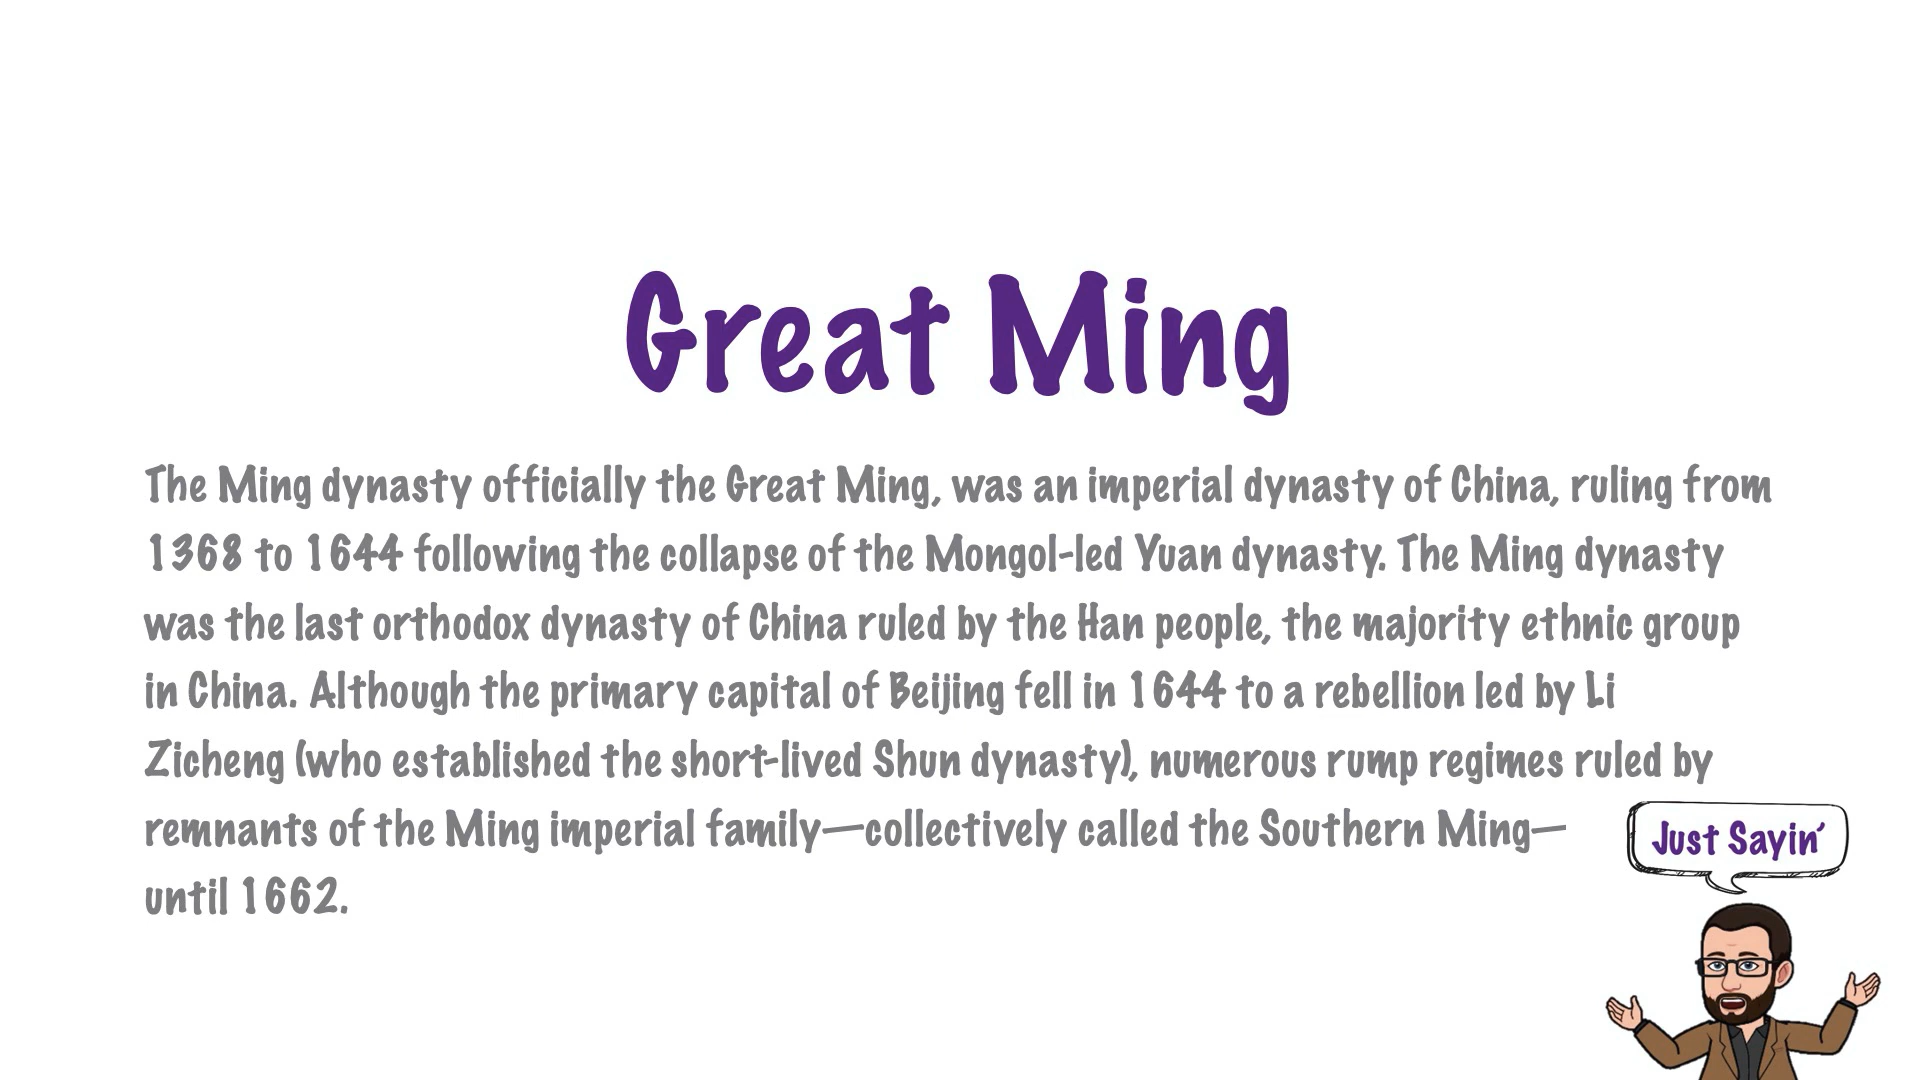 Great Ming
The Ming dynasty officially the Great Ming, was an imperial dynasty of China, ruling from
1368 to 1644 following the collapse of the Mongol-led Yuan dynasty. The Ming dynasty
was the last orthodox dynasty of China ruled by the Han people, the majority ethnic group
in China. Although the primary capital of Beijing fell in 1644 to a rebellion led by Li
Zicheng (who established the short-lived Shun dynasty), numerous rump regimes ruled by
remnants of the Ming imperial family—collectively called the Southern Ming—
until 1662.
Just Sayin’